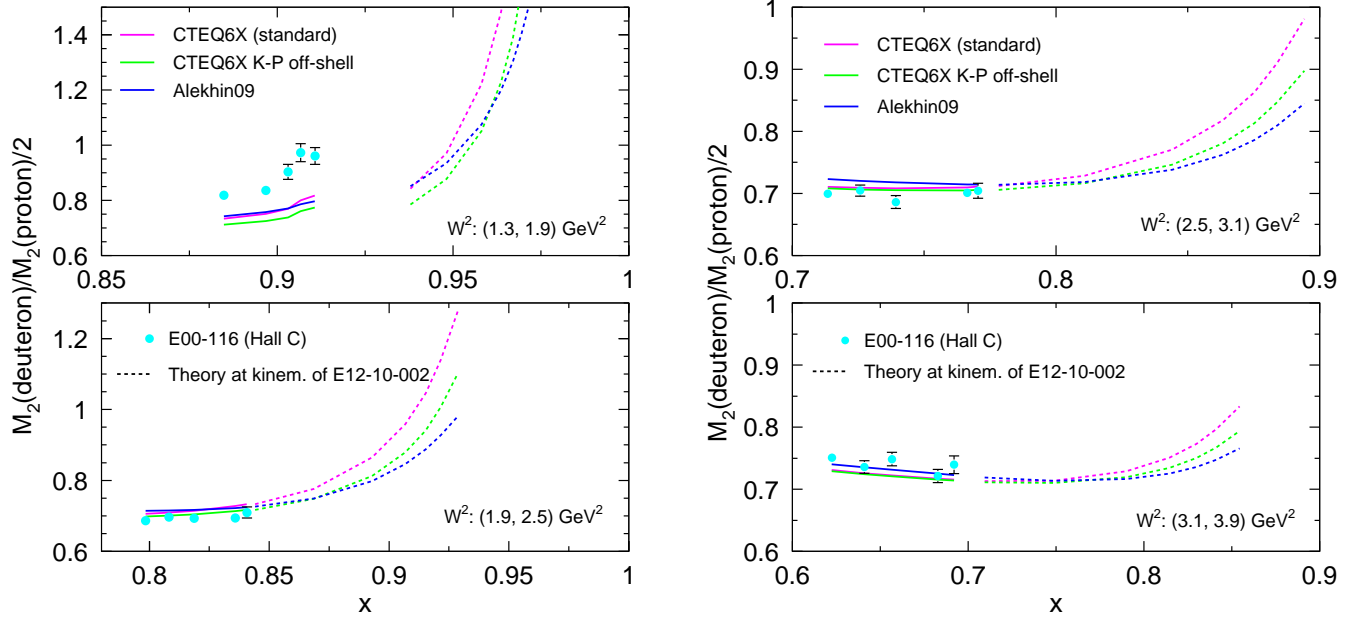 M2(deuteron)/M2(proton)/2
1.4
1.2
1
0.8
0.6
CTEQ6X (standard)
CTEQ6X K-P off-shell
Alekhin09
W²: (1.3, 1.9) GeV²
0.85
0.9
0.95
1
1.2
1
0.8
0.6
E00-116 (Hall C)
Theory at kinem. of E12-10-002
W²: (1.9, 2.5) GeV²
0.8
0.85
0.9
0.95
1
x
M2(deuteron)/M2(proton)/2
1
0.9
0.8
0.7
0.6
CTEQ6X (standard)
CTEQ6X K-P off-shell
Alekhin09
W²: (2.5, 3.1) GeV²
0.7
0.8
0.9
1
0.9
0.8
0.7
0.6
E00-116 (Hall C)
Theory at kinem. of E12-10-002
W²: (3.1, 3.9) GeV²
0.6
0.7
0.8
0.9
x